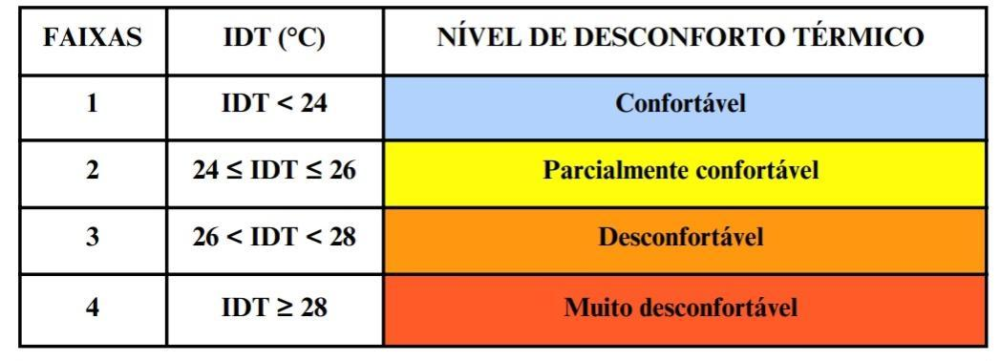 FAIXAS IDT (°C) NÍVEL DE DESCONFORTO TÉRMICO
1 IDT < 24 Confortável
2 24 ≤ IDT ≤ 26 Parcialmente confortável
3 26 < IDT < 28 Desconfortável
4 IDT ≥ 28 Muito desconfortável